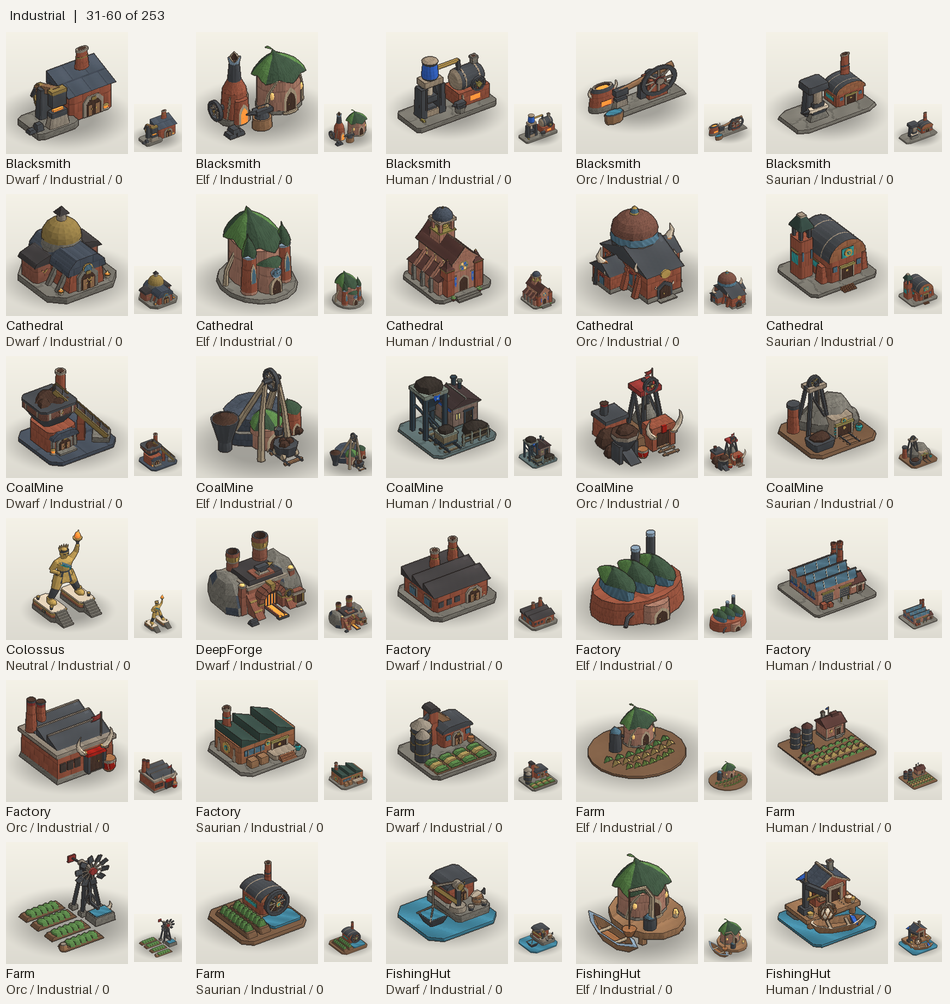 Industrial | 31-60 of 253
Blacksmith Blacksmith Blacksmith Blacksmith Blacksmith
Dwarf / Industrial / 0 Elf / Industrial / 0 Human / Industrial / 0 Orc / Industrial / 0 Saurian / Industrial / 0
Cathedral Cathedral Cathedral Cathedral Cathedral
Dwarf / Industrial / 0 Elf / Industrial / 0 Human / Industrial / 0 Orc / Industrial / 0 Saurian / Industrial / 0
CoalMine CoalMine CoalMine CoalMine CoalMine
Dwarf / Industrial / 0 Elf / Industrial / 0 Human / Industrial / 0 Orc / Industrial / 0 Saurian / Industrial / 0
Colossus DeepForge Factory Factory Factory
Neutral / Industrial / 0 Dwarf / Industrial / 0 Dwarf / Industrial / 0 Elf / Industrial / 0 Human / Industrial / 0
Factory Factory Farm Farm Farm
Orc / Industrial / 0 Saurian / Industrial / 0 Dwarf / Industrial / 0 Elf / Industrial / 0 Human / Industrial / 0
Farm Farm FishingHut FishingHut FishingHut
Orc / Industrial / 0 Saurian / Industrial / 0 Dwarf / Industrial / 0 Elf / Industrial / 0 Human / Industrial / 0